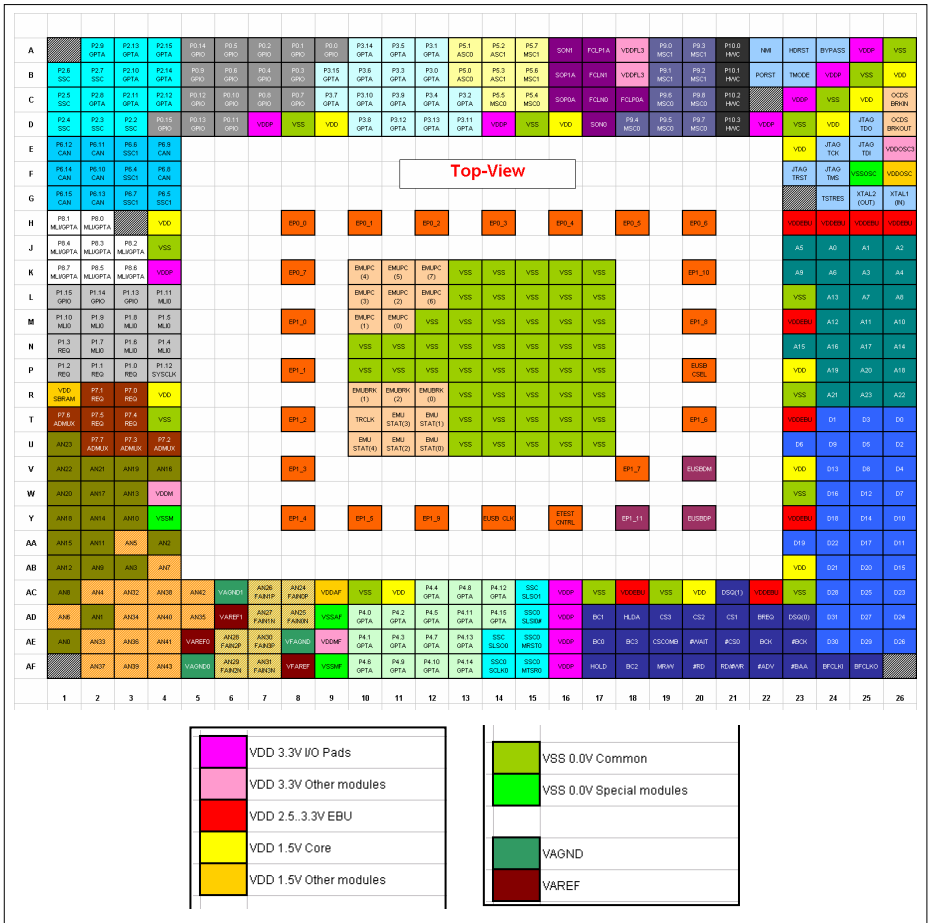 A P2.9 GPTA P2.13 GPTA P2.15 GPTA P0.14 GPIO P0.5 GPIO P0.2 GPIO P0.1 GPIO P0.0 GPIO P3.14 GPTA P3.5 GPTA P3.1 GPTA P5.1 ASC0 P5.2 ASC1 P5.7 MSC1 SON1 FCLP1A VDDFL3 P9.0 MSC1 P9.3 MSC1 P10.0 HWC NMI HDRST BYPASS VDDP VSS
B P2.6 SSC P2.7 SSC P2.10 GPTA P2.14 GPTA P0.9 GPIO P0.6 GPIO P0.4 GPIO P0.3 GPIO P3.15 GPTA P3.6 GPTA P3.3 GPTA P3.0 GPTA P5.0 ASC0 P5.3 ASC1 P5.6 MSC1 SOP1A FCLN1 VDDFL3 P9.1 MSC1 P9.2 MSC1 P10.1 HWC PORST TMODE VDDP VSS VDD
C P2.5 SSC P2.8 GPTA P2.11 GPTA P2.12 GPTA P0.12 GPIO P0.10 GPIO P0.8 GPIO P0.7 GPIO P3.7 GPTA P3.10 GPTA P3.9 GPTA P3.4 GPTA P3.2 GPTA P5.5 MSC0 P5.4 MSC0 SOP0A FCLN0 FCLP0A P9.6 MSC0 P9.8 MSC0 P10.2 HWC VDDP VSS VDD OCDS BRKIN
D P2.4 SSC P2.3 SSC P2.2 SSC P0.15 GPIO P0.13 GPIO P0.11 GPIO VDDP VSS VDD P3.8 GPTA P3.12 GPTA P3.13 GPTA P3.11 GPTA VDDP VSS VDD SON0 P9.4 MSC0 P9.5 MSC0 P9.7 MSC0 P10.3 HWC VDDP VSS VDD JTAG TDO OCDS BRKOUT
E P6.12 CAN P6.11 CAN P6.6 SSC1 P6.9 CAN VDD JTAG TCK JTAG TDI VDDOSC3
F P6.14 CAN P6.10 CAN P6.4 SSC1 P6.8 CAN JTAG TRST JTAG TMS VSSOSC VDDOSC
Top-View
G P6.15 CAN P6.13 CAN P6.7 SSC1 P6.5 SSC1 TSTRES XTAL2 (OUT) XTAL1 (IN)
H P8.1 MLI/GPTA P8.0 MLI/GPTA VDD EP0_0 EP0_1 EP0_2 EP0_3 EP0_4 EP0_5 EP0_6 VDDEBU VDDEBU VDDEBU VDDEBU
J P8.4 MLI/GPTA P8.3 MLI/GPTA P8.2 MLI/GPTA VSS A5 A0 A1 A2
K P8.7 MLI/GPTA P8.5 MLI/GPTA P8.6 MLI/GPTA VDDP EP0_7 EMUPC (4) EMUPC (5) EMUPC (7) VSS VSS VSS VSS VSS EP1_10 A9 A6 A3 A4
L P1.15 GPIO P1.14 GPIO P1.13 GPIO P1.11 MLI0 EMUPC (3) EMUPC (2) EMUPC (6) VSS VSS VSS VSS VSS VSS A13 A7 A8
M P1.10 MLI0 P1.9 MLI0 P1.8 MLI0 P1.5 MLI0 EP1_0 EMUPC (1) EMUPC (0) VSS VSS VSS VSS VSS VSS EP1_8 VDDEBU A12 A11 A10
N P1.3 REQ P1.7 MLI0 P1.6 MLI0 P1.4 MLI0 VSS VSS VSS VSS VSS VSS VSS VSS A15 A16 A17 A14
P P1.2 REQ P1.1 REQ P1.0 REQ P1.12 SYSCLK EP1_1 VSS VSS VSS VSS VSS VSS VSS VSS EUSB CSEL VDD A19 A20 A18
R VDD SBRAM P7.1 REQ P7.0 REQ VDD EMUBRK (1) EMUBRK (2) EMUBRK (0) VSS VSS VSS VSS VSS VSS A21 A23 A22
T P7.6 ADMUX P7.5 REQ P7.4 REQ VSS EP1_2 TRCLK EMU STAT(3) EMU STAT(1) VSS VSS VSS VSS VSS EP1_6 VDDEBU D1 D3 D0
U AN23 P7.7 ADMUX P7.3 ADMUX P7.2 ADMUX EMU STAT(4) EMU STAT(2) EMU STAT(0) VSS VSS VSS VSS VSS D6 D9 D5 D2
V AN22 AN21 AN19 AN16 EP1_3 EP1_7 EUSBDM VDD D13 D8 D4
W AN20 AN17 AN13 VDDM VSS D16 D12 D7
Y AN18 AN14 AN10 VSSM EP1_4 EP1_5 EP1_9 EUSB CLK ETEST CNTRL EP1_11 EUSBDP VDDEBU D18 D14 D10
AA AN15 AN11 AN5 AN2 D19 D22 D17 D11
AB AN12 AN9 AN3 AN7 VDD D21 D20 D15
AC AN8 AN4 AN32 AN38 AN42 VAGND1 AN26 FAIN1P AN24 FAIN0P VDDAF VSS VDD P4.4 GPTA P4.8 GPTA P4.12 GPTA SSC SLSO1 VDDP VSS VDDEBU VSS VDD DSQ(1) VDDEBU VSS D28 D25 D23
AD AN6 AN1 AN34 AN40 AN35 VAREF1 AN27 FAIN1N AN25 FAIN0N VSSAF P4.0 GPTA P4.2 GPTA P4.5 GPTA P4.11 GPTA P4.15 GPTA SSC0 SLSI0# VDDP BC1 HLDA CS3 CS2 CS1 BREQ DSQ(0) D31 D27 D24
AE AN0 AN33 AN36 AN41 VAREF0 AN28 FAIN2P AN30 FAIN3P VFAGND VDDMF P4.1 GPTA P4.3 GPTA P4.7 GPTA P4.13 GPTA SSC SLSO0 SSC0 MRST0 VDDP BC0 BC3 CSCOMB #WAIT #CS0 BCK #BCK D30 D29 D26
AF AN37 AN39 AN43 VAGND0 AN29 FAIN2N AN31 FAIN3N VFAREF VSSMF P4.6 GPTA P4.9 GPTA P4.10 GPTA P4.14 GPTA SSC0 SCLK0 SSC0 MTSR0 VDDP HOLD BC2 MR/W #RD RD/#WR #ADV #BAA BFCLKI BFCLKO
1 2 3 4 5 6 7 8 9 10 11 12 13 14 15 16 17 18 19 20 21 22 23 24 25 26
VDD 3.3V I/O Pads
VDD 3.3V Other modules
VDD 2.5..3.3V EBU
VDD 1.5V Core
VDD 1.5V Other modules
VSS 0.0V Common
VSS 0.0V Special modules
VAGND
VAREF